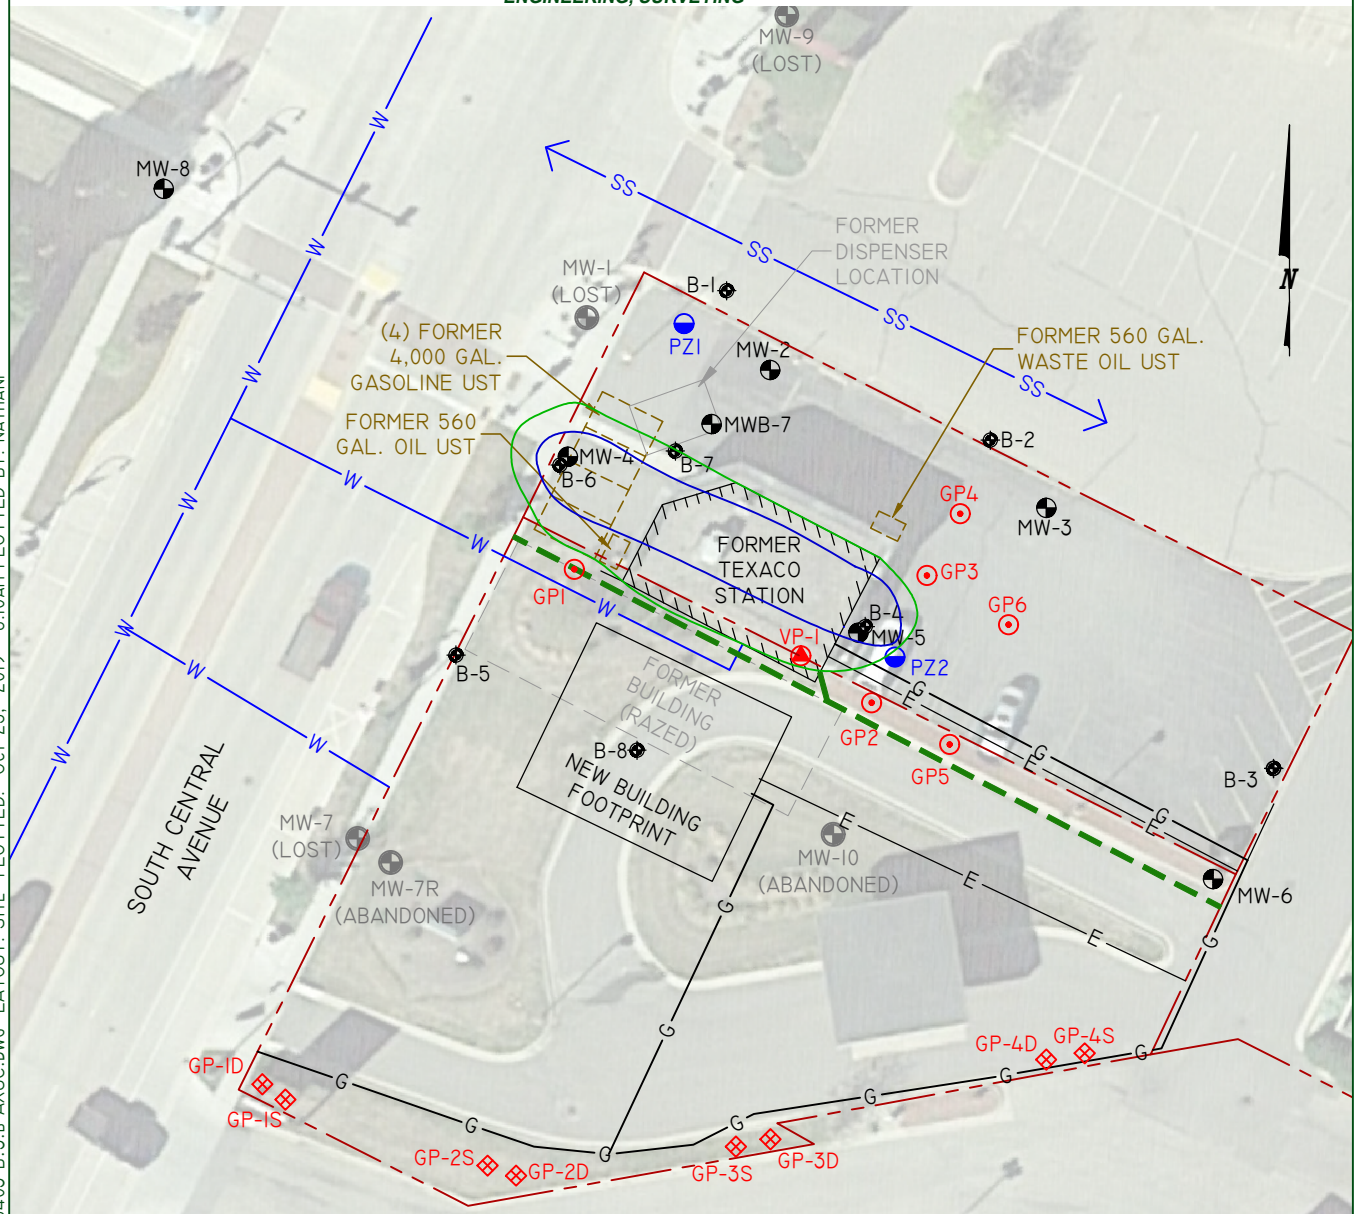 ENGINEERING, SURVEYING
MW-9
(LOST)
W
MW-8
SS
W
FORMER
DISPENSER
LOCATION
SS
MW-1
(LOST)
B-1
SS
(4) FORMER
4,000 GAL.
GASOLINE UST
PZ1
MW-2
FORMER 560 GAL.
WASTE OIL UST
W
SS
FORMER 560
GAL. OIL UST
MWB-7
B-2
MW-4
B-6
B-7
W
GP4
MW-3
W
W
FORMER
TEXACO
STATION
GP3
GP1
W
GP6
W
B-4
MW-5
VP-1
PZ2
B-5
W
FORMER
BUILDING
(RAZED)
G
E
GP2
W
W
B-8
NEW BUILDING
FOOTPRINT
GP5
G
E
B-3
SOUTH CENTRAL
AVENUE
MW-7
(LOST)
MW-7R
(ABANDONED)
E
MW-10
(ABANDONED)
G
E
E
MW-6
G
E
G
G
GP-1D
GP-1S
G
G
GP-4D
GP-4S
G
G
G
G
G
GP-2S
GP-2D
G
GP-3S
GP-3D